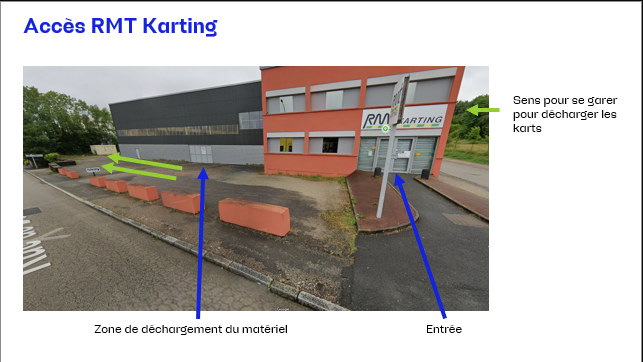 Accès RMT Karting
RMT KARTING
Sens pour se garer
pour décharger les
karts
Zone de déchargement du matériel
Entrée